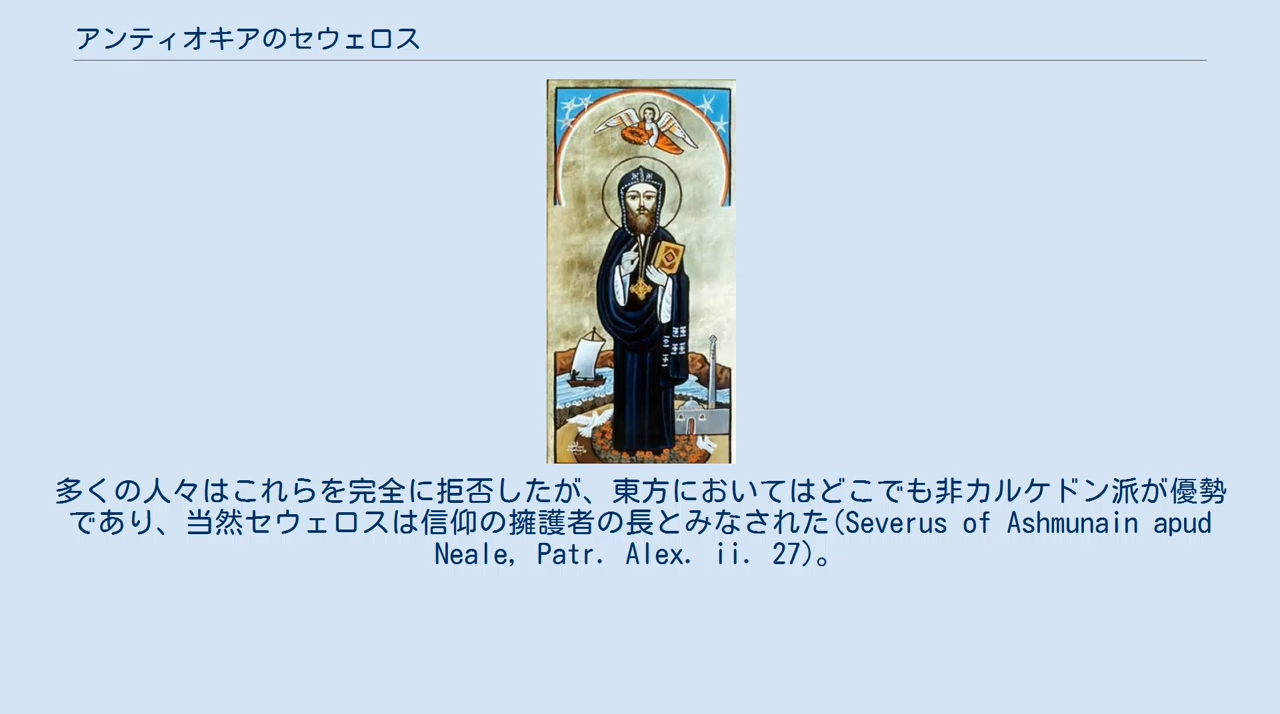 アンティオキアのセウェロス
多くの人々はこれらを完全に拒否したが、東方においてはどこでも非カルケドン派が優勢
であり、当然セウェロスは信仰の擁護者の長とみなされた(Severus of Ashmunain apud
Neale, Patr. Alex. ii. 27)。